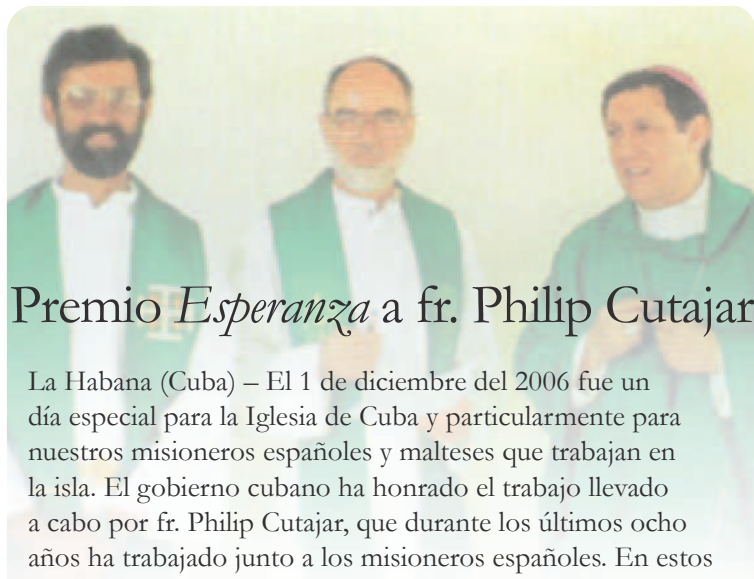 Premio Esperanza a fr. Philip Cutajar
La Habana (Cuba) – El 1 de diciembre del 2006 fue un
día especial para la Iglesia de Cuba y particularmente para
nuestros misioneros españoles y malteses que trabajan en
la isla. El gobierno cubano ha honrado el trabajo llevado
a cabo por fr. Philip Cutajar, que durante los últimos ocho
años ha trabajado junto a los misioneros españoles. En estos